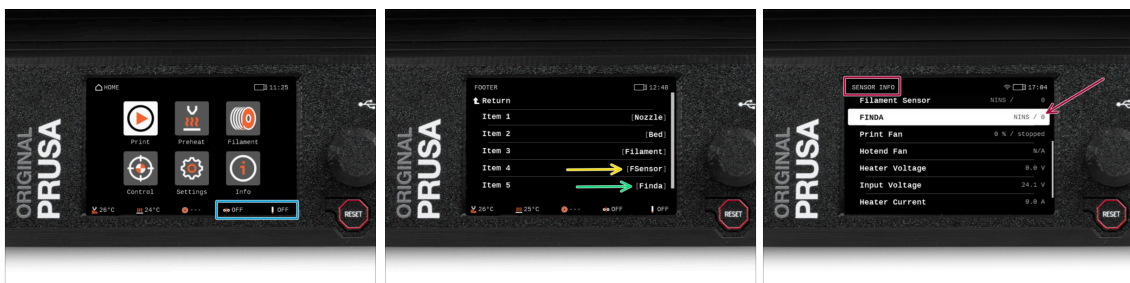 ORIGINAL
PRUSA
HOME
11:25
Print
Preheat
Filament
Control
Settings
Info
26°C
24°C
---
OFF
OFF
RESET
ORIGINAL
PRUSA
FOOTER
12:48
Return
Item 1 [Nozzle]
Item 2 [Bed]
Item 3 [Filament]
Item 4 [FSensor]
Item 5 [Finda]
26°C
25°C
---
OFF
OFF
RESET
ORIGINAL
PRUSA
SENSOR INFO
17:04
Filament Sensor NINS / 0
FINDA NINS / 0
Print Fan 0 % / stopped
Hotend Fan N/A
Heater Voltage 0.0 V
Input Voltage 24.1 V
Heater Current 0.0 A
RESET